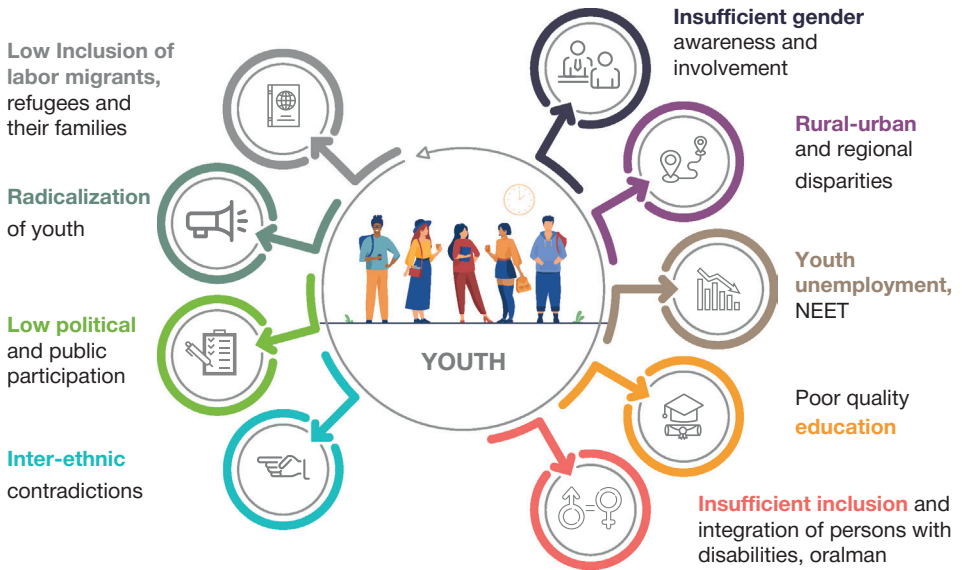 Low Inclusion of
labor migrants,
refugees and
their families
Radicalization
of youth
Low political
and public
participation
Inter-ethnic
contradictions
YOUTH
Insufficient gender
awareness and
involvement
Rural-urban
and regional
disparities
Youth
unemployment,
NEET
Poor quality
education
Insufficient inclusion and
integration of persons with
disabilities, oralman